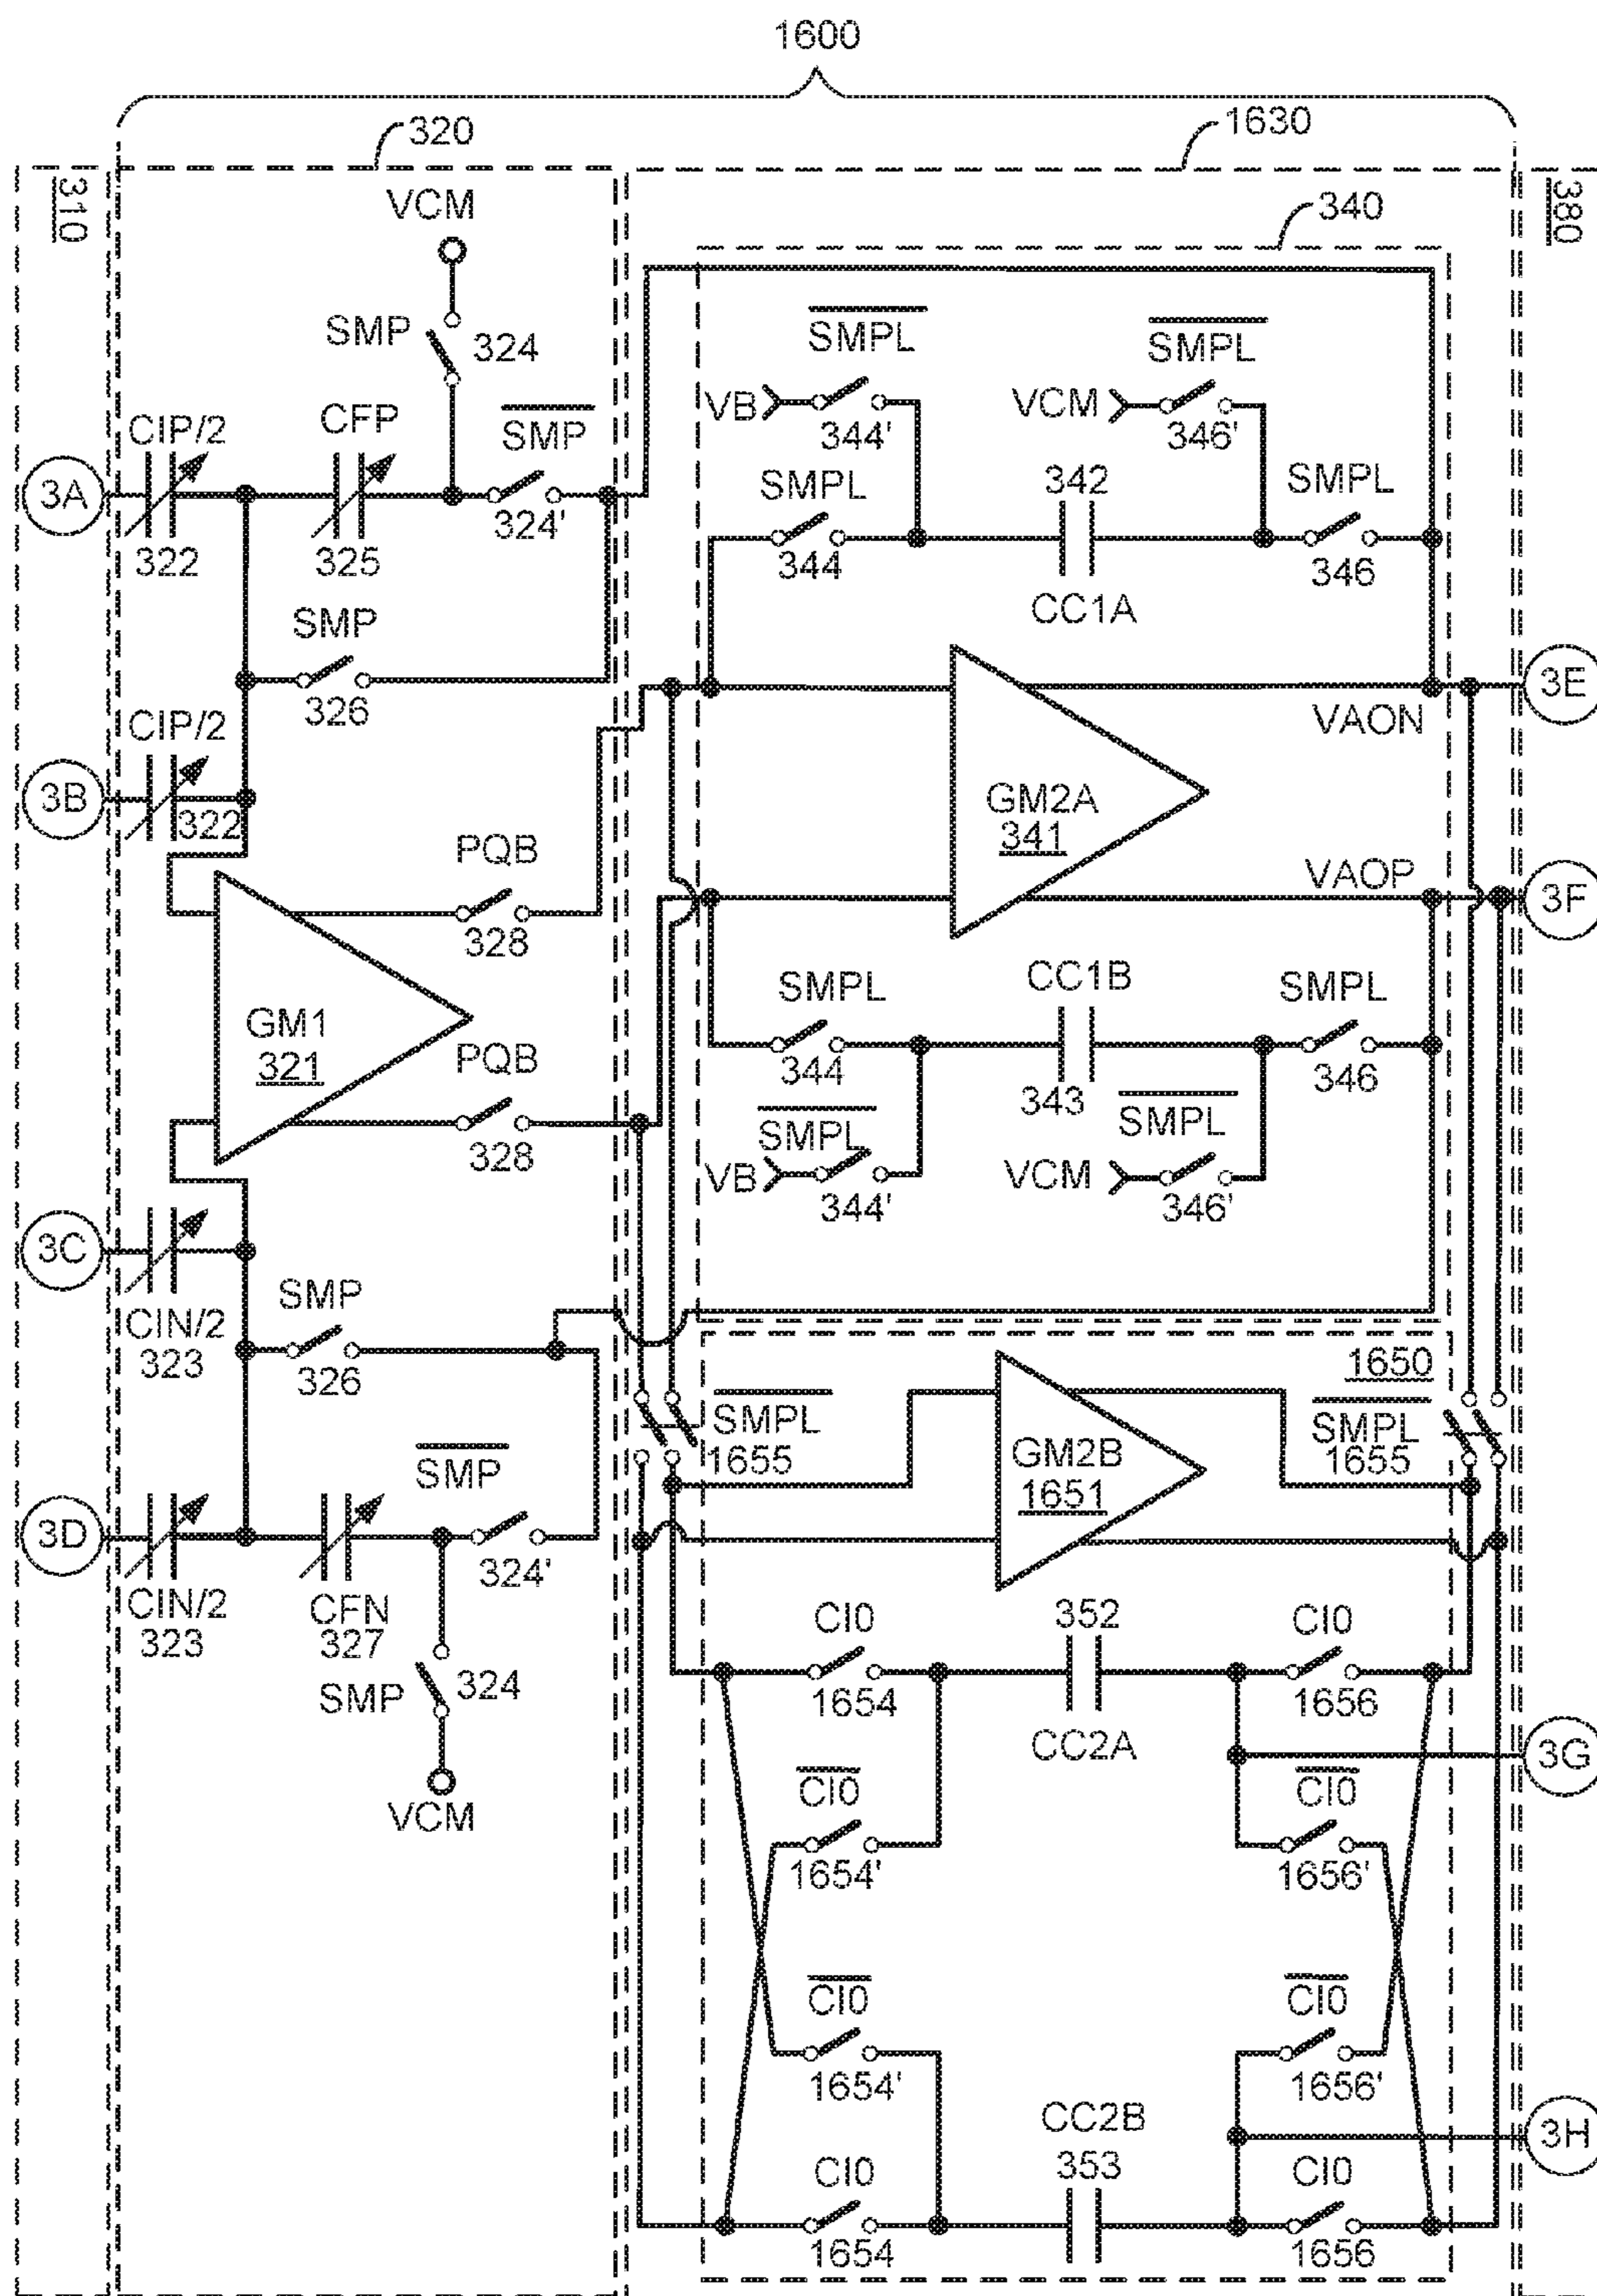 1600
320
1630
310
380
340
VCM
SMP
324
SMPL
SMPL
VB
344'
VCM
346'
CIP/2
CFP
SMP
3A
322
325
324'
SMPL
344
342
CC1A
SMPL
346
SMP
326
3E
VAON
CIP/2
3B
322
GM2A
341
PQB
328
VAOP
3F
GM1
321
PQB
328
SMPL
344
CC1B
343
SMPL
346
SMPL
VB
344'
SMPL
VCM
346'
3C
CIN/2
323
SMP
326
1650
SMPL
1655
GM2B
1651
SMPL
1655
SMP
3D
324'
CIN/2
323
CFN
327
SMP
324
VCM
CI0
1654
352
CC2A
CI0
1656
3G
CI0
1654'
CI0
1656'
CI0
1654'
CI0
1656'
CC2B
353
3H
CI0
1654
CI0
1656